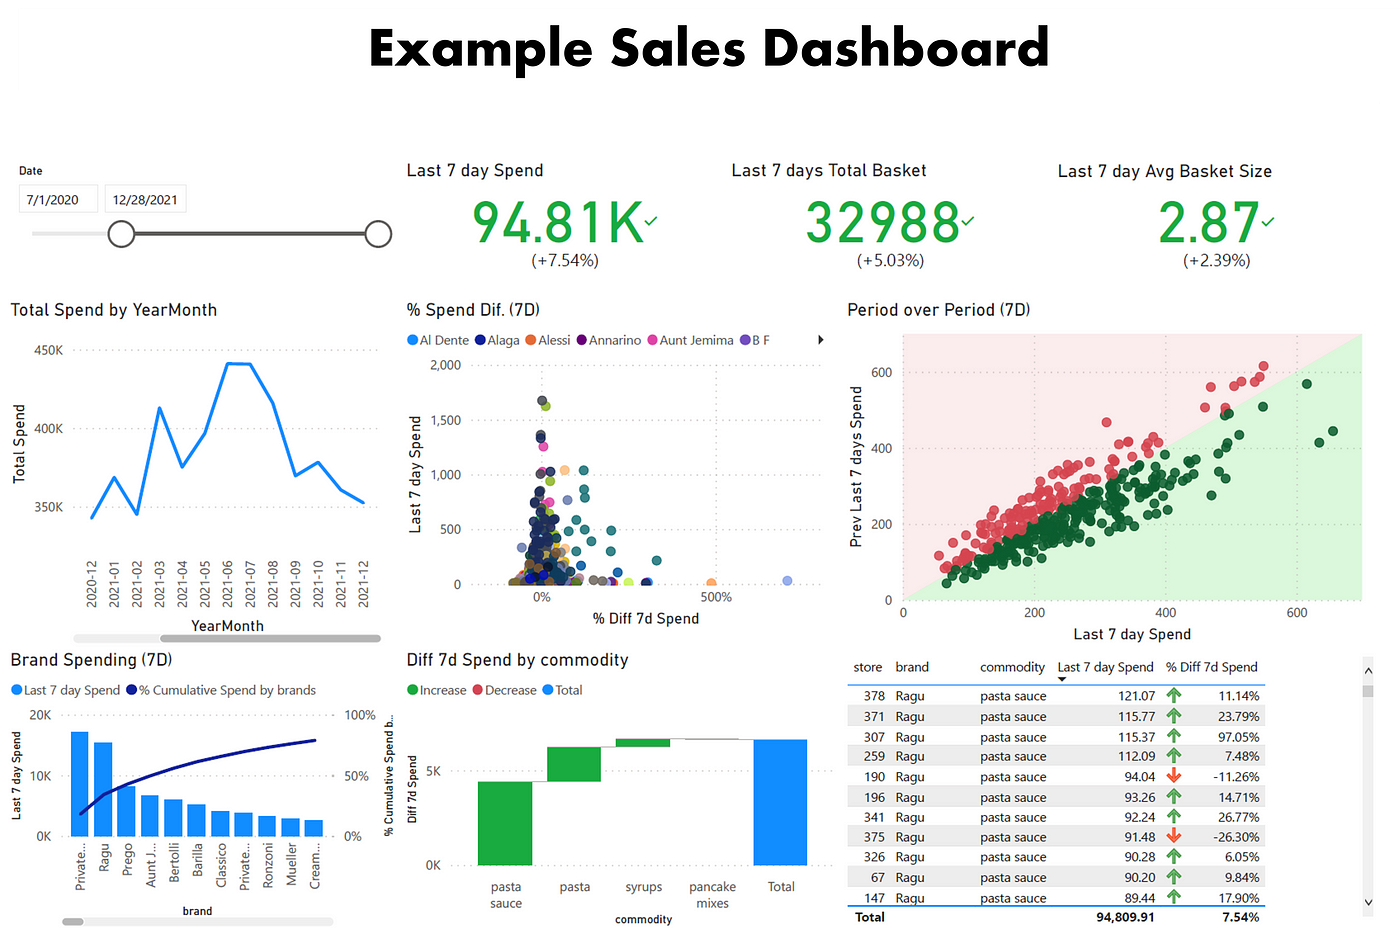 Example Sales Dashboard
Date
7/1/2020
12/28/2021
Last 7 day Spend
94.81K
(+7.54%)
Last 7 days Total Basket
32988
(+5.03%)
Last 7 day Avg Basket Size
2.87
(+2.39%)
Total Spend by YearMonth
450K
400K
350K
Total Spend
2020-12
2021-01
2021-02
2021-03
2021-04
2021-05
2021-06
2021-07
2021-08
2021-09
2021-10
2021-11
2021-12
YearMonth
% Spend Dif. (7D)
Al Dente Alaga Alessi Annarino Aunt Jemima B F
2,000
1,500
1,000
500
0
Last 7 day Spend
0% 500%
% Diff 7d Spend
Period over Period (7D)
600
400
200
0
Prev Last 7 days Spend
0 200 400 600
Last 7 day Spend
Brand Spending (7D)
Last 7 day Spend % Cumulative Spend by brands
20K
10K
0K
Last 7 day Spend
100%
50%
0%
% Cumulative Spend b...
Private...
Ragu
Prego
Aunt J...
Bertolli
Barilla
Classico
Private...
Ronzoni
Mueller
Cream...
brand
Diff 7d Spend by commodity
Increase Decrease Total
5K
0K
Diff 7d Spend
pasta sauce
pasta
syrups
pancake mixes
Total
commodity
store brand commodity Last 7 day Spend % Diff 7d Spend
378 Ragu pasta sauce 121.07 11.14%
371 Ragu pasta sauce 115.77 23.79%
307 Ragu pasta sauce 115.37 97.05%
259 Ragu pasta sauce 112.09 7.48%
190 Ragu pasta sauce 94.04 -11.26%
196 Ragu pasta sauce 93.26 14.71%
341 Ragu pasta sauce 92.24 26.77%
375 Ragu pasta sauce 91.48 -26.30%
326 Ragu pasta sauce 90.28 6.05%
67 Ragu pasta sauce 90.20 9.84%
147 Ragu pasta sauce 89.44 17.90%
Total 94,809.91 7.54%